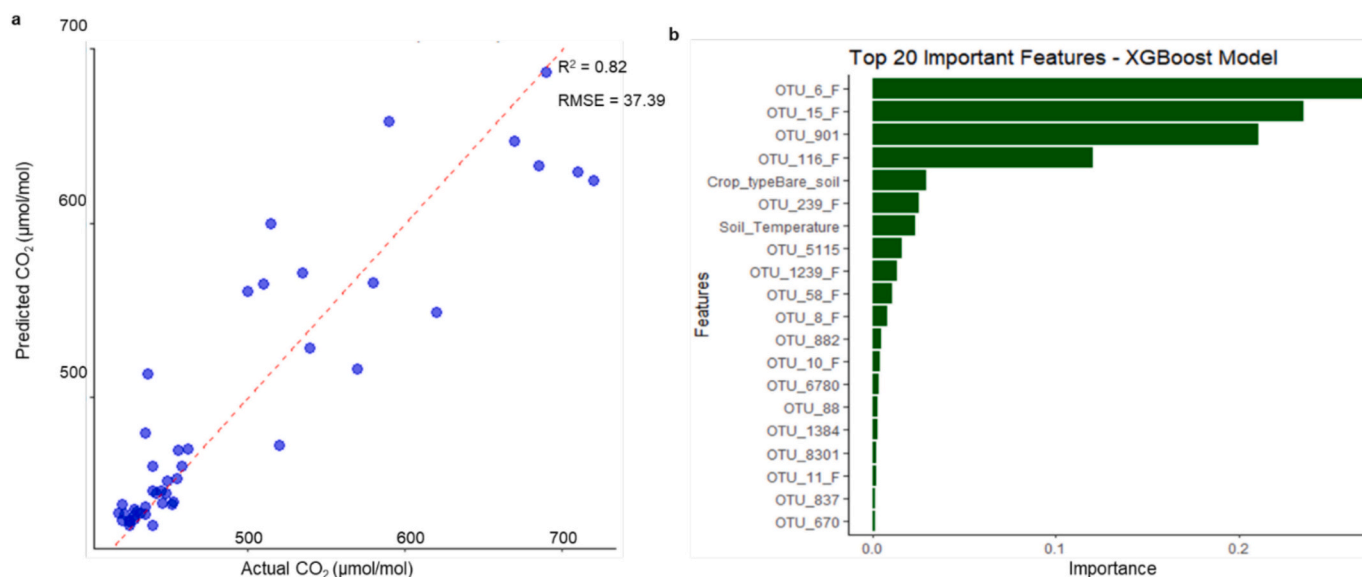 a
700
600
500
Predicted CO₂ (µmol/mol)
R² = 0.82
RMSE = 37.39
500 600 700
Actual CO₂ (µmol/mol)
b
Top 20 Important Features - XGBoost Model
Features
OTU_6_F
OTU_15_F
OTU_901
OTU_116_F
Crop_typeBare_soil
OTU_239_F
Soil_Temperature
OTU_5115
OTU_1239_F
OTU_58_F
OTU_8_F
OTU_882
OTU_10_F
OTU_6780
OTU_88
OTU_1384
OTU_8301
OTU_11_F
OTU_837
OTU_670
0.0 0.1 0.2
Importance